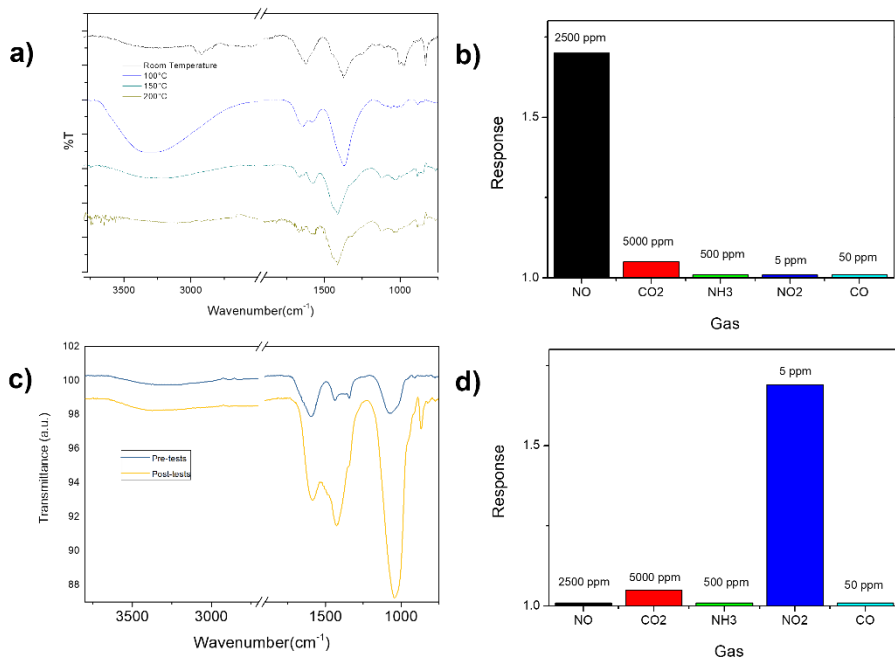 a)
%T
Room Temperature
100°C
150°C
200°C
3500
3000
1500
1000
Wavenumber(cm-1)
b)
Response
1.5
1.0
2500 ppm
5000 ppm
500 ppm
5 ppm
50 ppm
NO
CO2
NH3
NO2
CO
Gas
c)
Transmittance (a.u.)
102
100
98
96
94
92
90
88
Pre-tests
Post-tests
3500
3000
1500
1000
Wavenumber(cm-1)
d)
Response
1.5
1.0
2500 ppm
5000 ppm
500 ppm
5 ppm
50 ppm
NO
CO2
NH3
NO2
CO
Gas